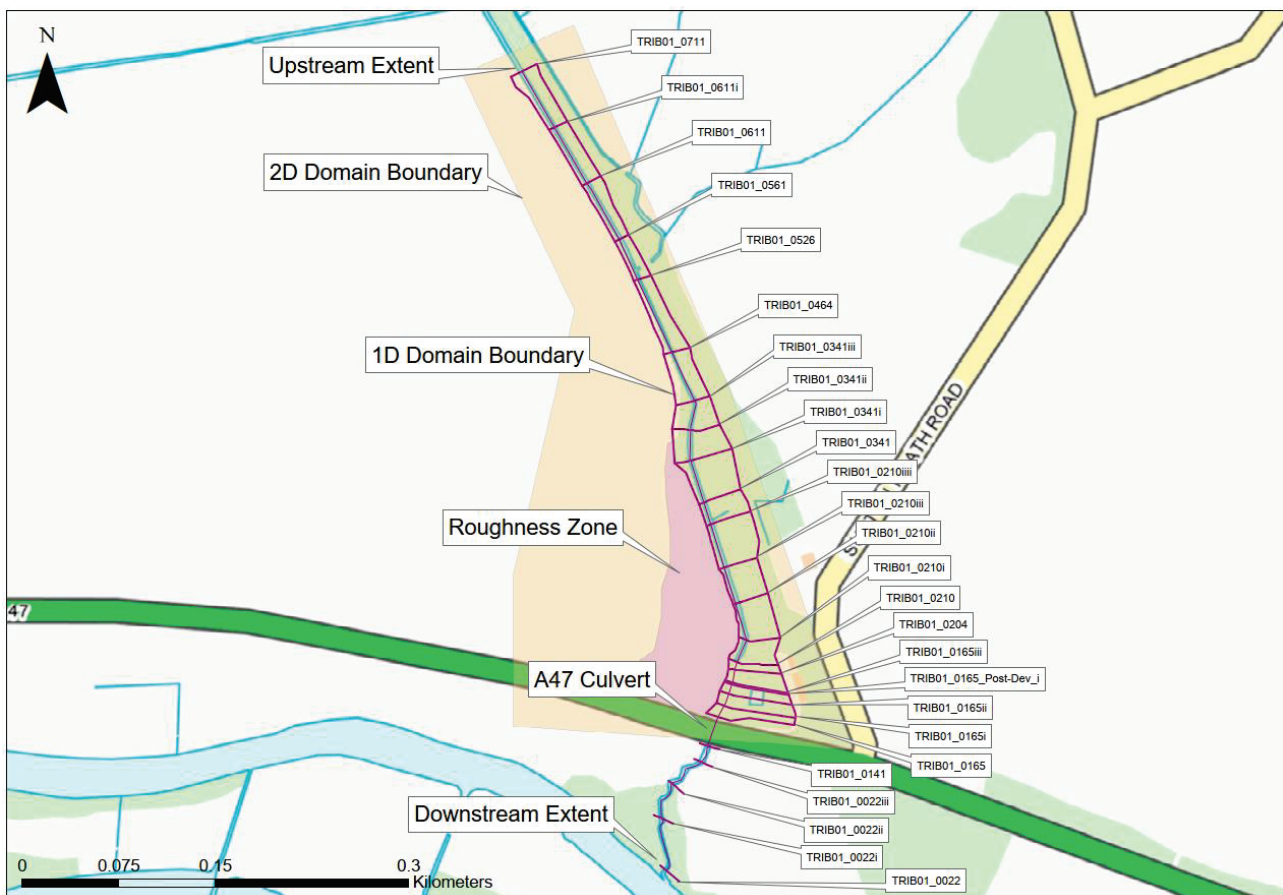 N
TRIB01_0711
Upstream Extent
TRIB01_0611i
TRIB01_0611
2D Domain Boundary
TRIB01_0561
TRIB01_0526
TRIB01_0464
1D Domain Boundary
TRIB01_0341iii
TRIB01_0341ii
TRIB01_0341i
TRIB01_0341
TRIB01_0210iiii
Roughness Zone
TRIB01_0210iii
TRIB01_0210ii
TRIB01_0210i
TRIB01_0210
47
TRIB01_0204
TRIB01_0165iii
A47 Culvert
TRIB01_0165_Post-Dev_i
TRIB01_0165ii
TRIB01_0165i
TRIB01_0165
TRIB01_0141
TRIB01_0022iii
Downstream Extent
TRIB01_0022ii
TRIB01_0022i
TRIB01_0022
ROAD
0 0.075 0.15 0.3
Kilometers